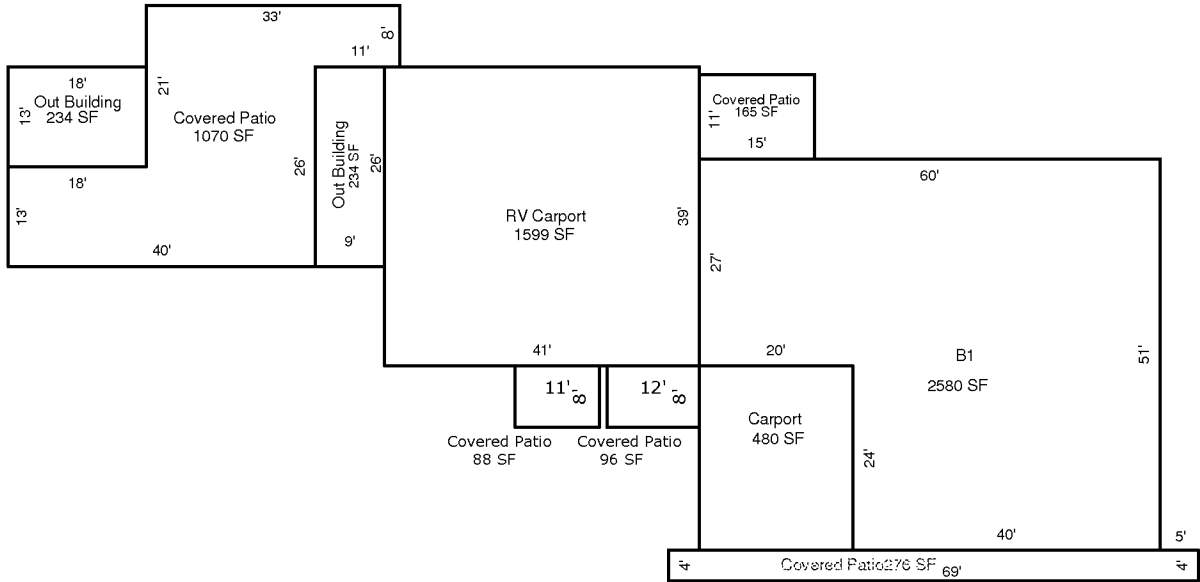 33'
8'
11'
18'
Out Building
234 SF
13'
21'
Covered Patio
1070 SF
18'
13'
40'
26'
Out Building
234 SF
26'
9'
RV Carport
1599 SF
39'
41'
Covered Patio
165 SF
11'
15'
60'
27'
20'
B1
2580 SF
51'
11'
8'
12'
8'
Covered Patio
88 SF
Covered Patio
96 SF
Carport
480 SF
24'
40'
5'
4'
Covered Patio276 SF
69'
4'